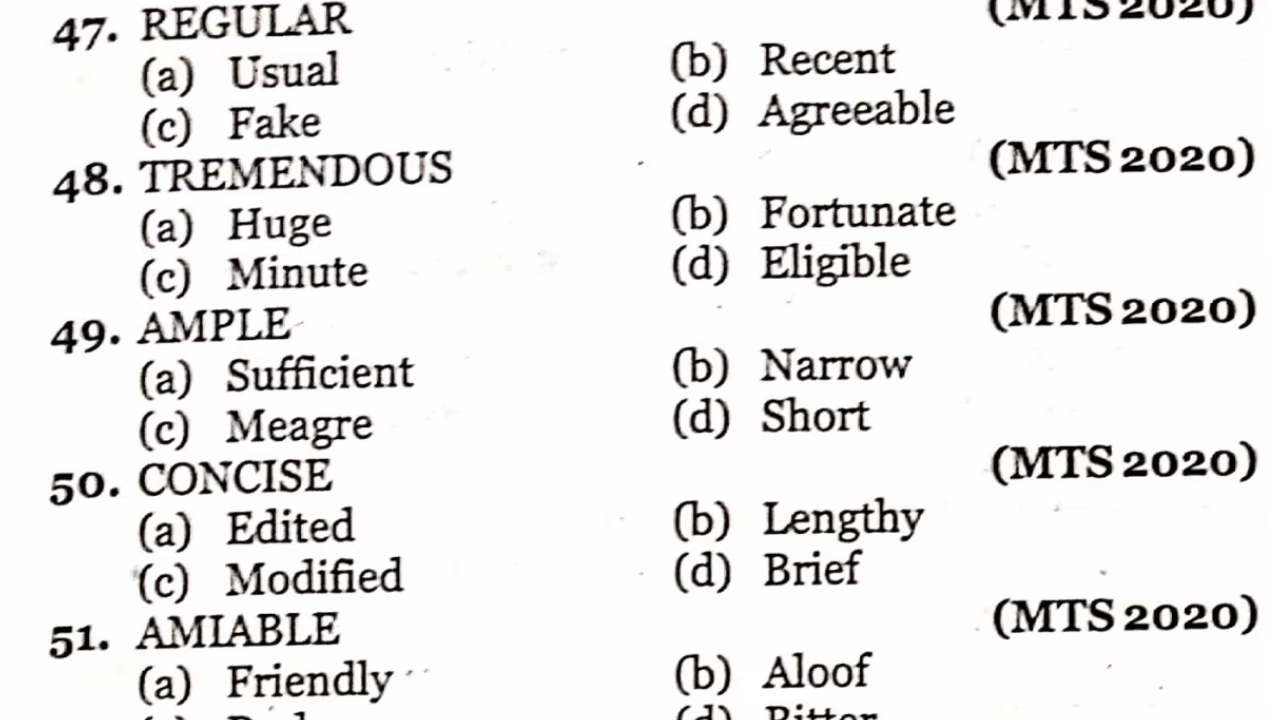 (MTS 2020)
47. REGULAR
(a) Usual (b) Recent
(c) Fake (d) Agreeable
(MTS 2020)
48. TREMENDOUS
(a) Huge (b) Fortunate
(c) Minute (d) Eligible
(MTS 2020)
49. AMPLE
(a) Sufficient (b) Narrow
(c) Meagre (d) Short
(MTS 2020)
50. CONCISE
(a) Edited (b) Lengthy
(c) Modified (d) Brief
(MTS 2020)
51. AMIABLE
(a) Friendly (b) Aloof
(d) Bitter